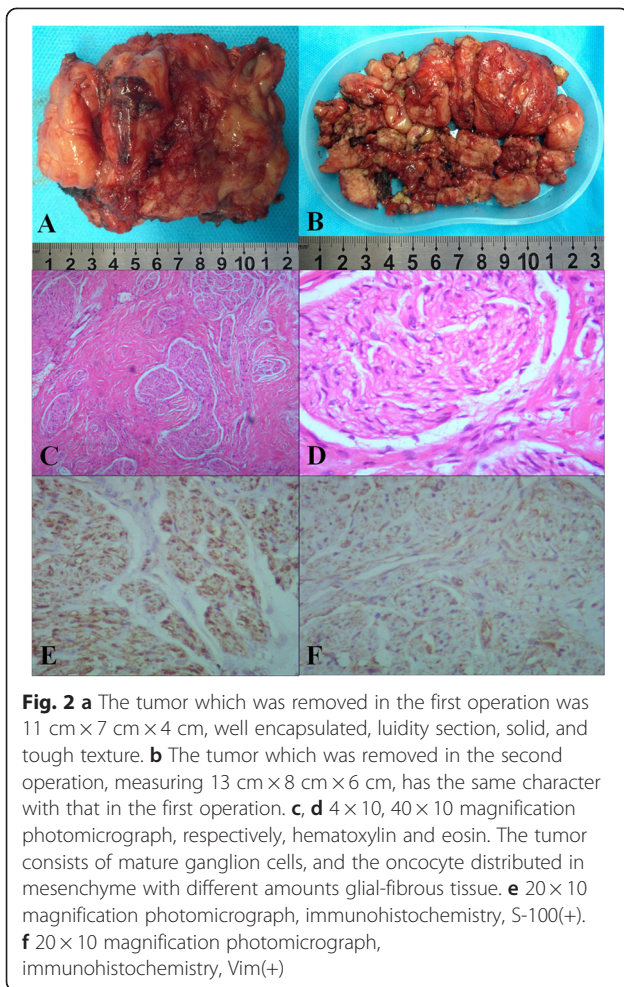 A
B
1 2 3 4 5 6 7 8 9 10 1 2
1 2 3 4 5 6 7 8 9 10 1 2 3
C
D
E
F
Fig. 2 a The tumor which was removed in the first operation was
11 cm × 7 cm × 4 cm, well encapsulated, luidity section, solid, and
tough texture. b The tumor which was removed in the second
operation, measuring 13 cm × 8 cm × 6 cm, has the same character
with that in the first operation. c, d 4 × 10, 40 × 10 magnification
photomicrograph, respectively, hematoxylin and eosin. The tumor
consists of mature ganglion cells, and the oncocyte distributed in
mesenchyme with different amounts glial-fibrous tissue. e 20 × 10
magnification photomicrograph, immunohistochemistry, S-100(+).
f 20 × 10 magnification photomicrograph,
immunohistochemistry, Vim(+)